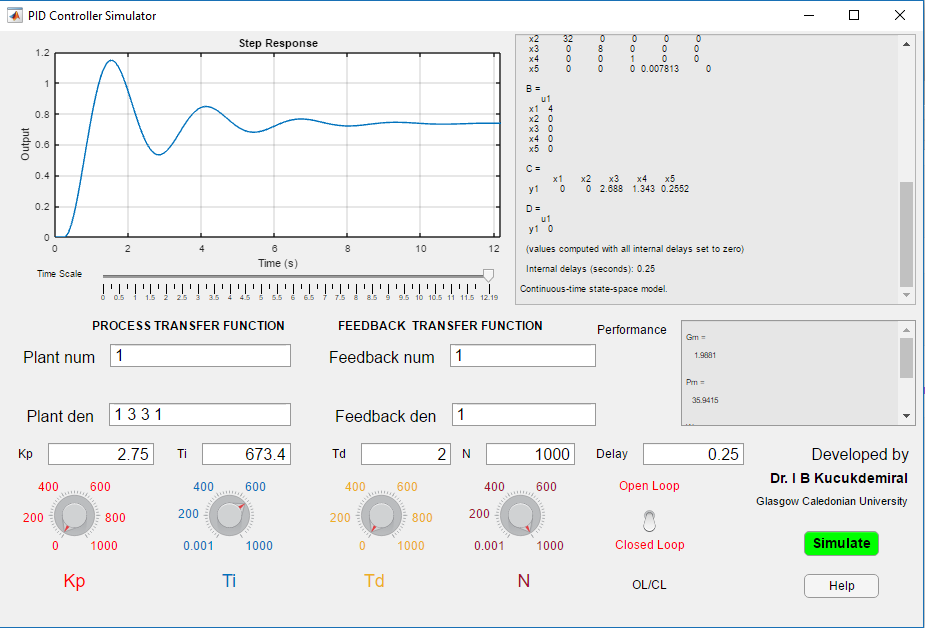 PID Controller Simulator
Step Response
Output
1.2
1
0.8
0.6
0.4
0.2
0
0 2 4 6 8 10 12
Time (s)
Time Scale
0 0.5 1 1.5 2 2.5 3 3.5 4 4.5 5 5.5 6 6.5 7 7.5 8 8.5 9 9.5 10 10.5 11 11.5 12.19
x2 32 0 0 0 0
x3 0 8 0 0 0
x4 0 0 1 0 0
x5 0 0 0 0.007813 0
B =
u1
x1 4
x2 0
x3 0
x4 0
x5 0
C =
x1 x2 x3 x4 x5
y1 0 0 2.688 1.343 0.2552
D =
u1
y1 0
(values computed with all internal delays set to zero)
Internal delays (seconds): 0.25
Continuous-time state-space model.
PROCESS TRANSFER FUNCTION
Plant num 1
Plant den 1 3 3 1
FEEDBACK TRANSFER FUNCTION
Feedback num 1
Feedback den 1
Performance
Gm =
1.9881
Pm =
35.9415
Kp 2.75 Ti 673.4 Td 2 N 1000 Delay 0.25
400 600
200 800
0 1000
Kp
400 600
200
0.001 1000
Ti
400 600
200 800
0 1000
Td
400 600
200
0.001 1000
N
Open Loop
Closed Loop
OL/CL
Developed by
Dr. I B Kucukdemiral
Glasgow Caledonian University
Simulate
Help